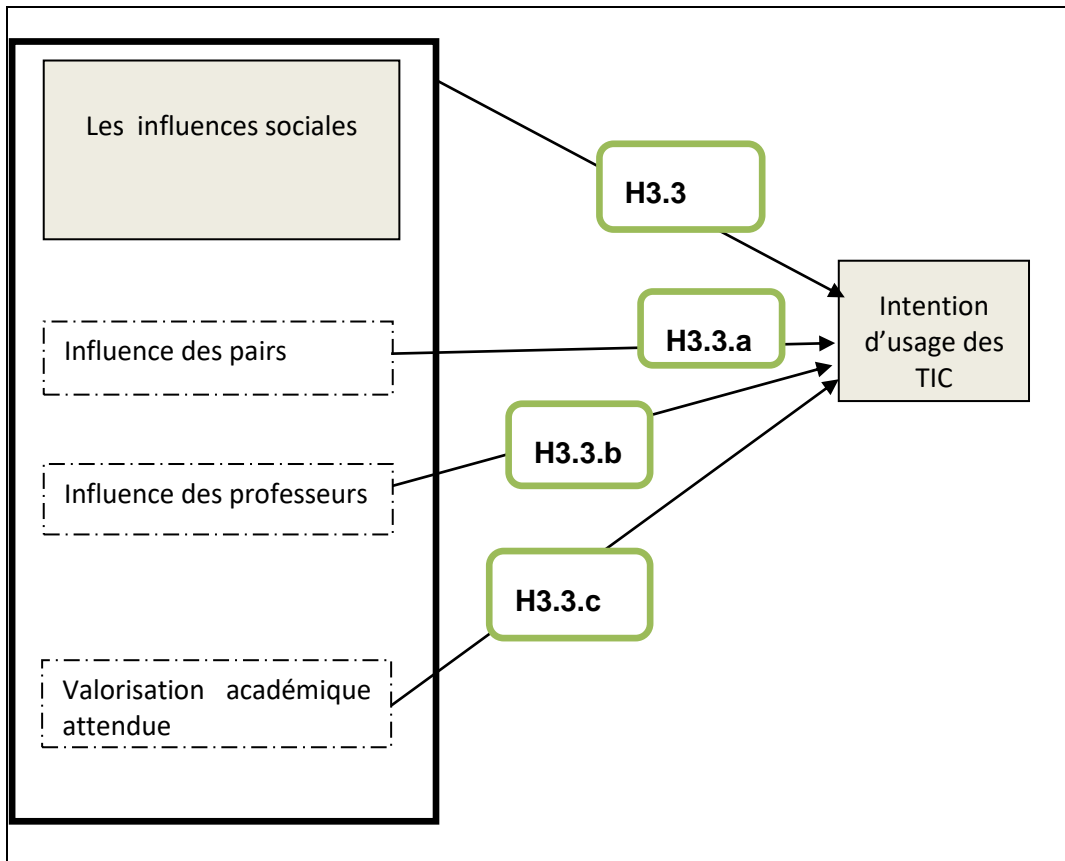 Les influences sociales
H3.3
Intention
d’usage des
TIC
Influence des pairs
H3.3.a
H3.3.b
Influence des professeurs
H3.3.c
Valorisation académique
attendue